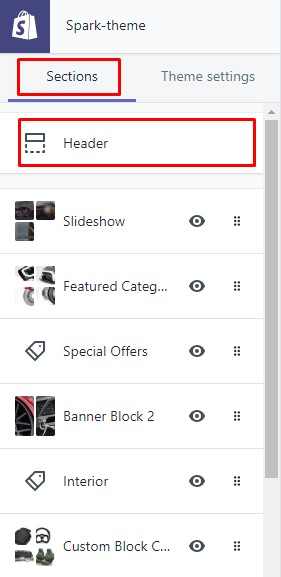 Spark-theme
Sections
Theme settings
Header
Slideshow
Featured Categ...
Special Offers
Banner Block 2
Interior
Custom Block C...